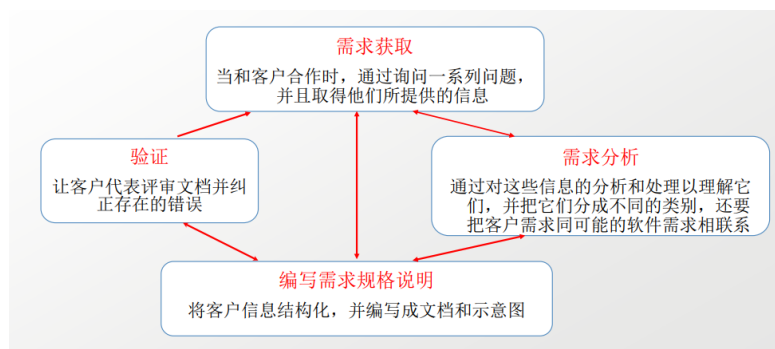 需求获取
当和客户合作时，通过询问一系列问题，
并且取得他们所提供的信息
验证
让客户代表评审文档并纠
正存在的错误
需求分析
通过对这些信息的分析和处理以理解它
们，并把它们分成不同的类别，还要
把客户需求同可能的软件需求相联系
编写需求规格说明
将客户信息结构化，并编写成文档和示意图